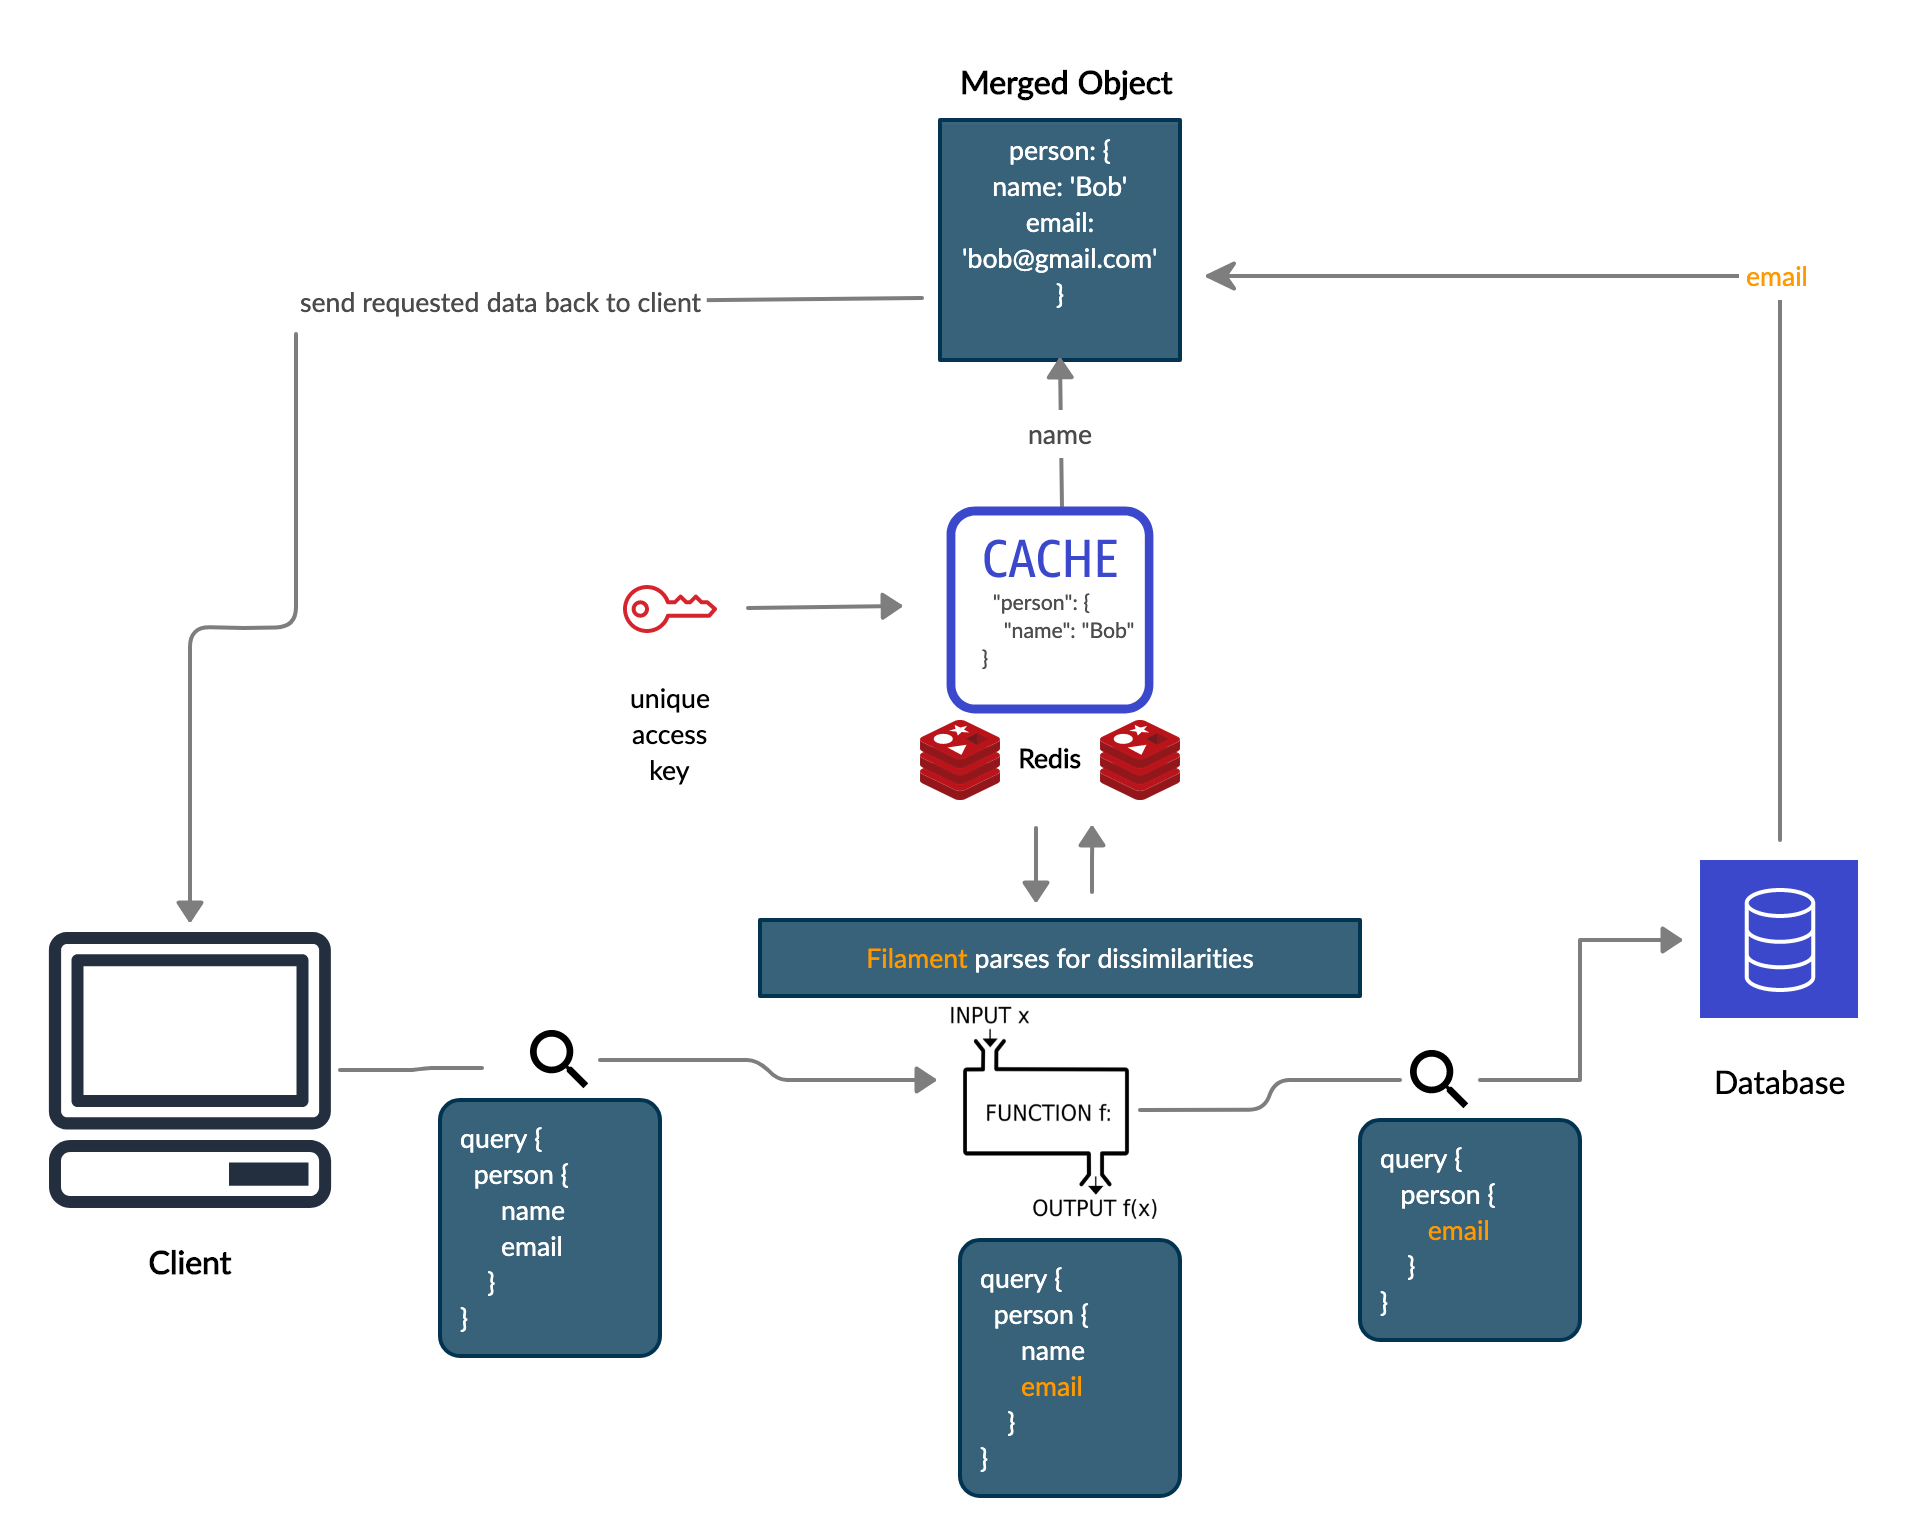 Merged Object
person: {
name: 'Bob'
email:
'bob@gmail.com'
}
send requested data back to client
email
name
CACHE
"person": {
"name": "Bob"
}
unique
access
key
Redis
Filament parses for dissimilarities
INPUT x
FUNCTION f:
OUTPUT f(x)
Client
query {
person {
name
email
}
}
query {
person {
name
email
}
}
query {
person {
email
}
}
Database